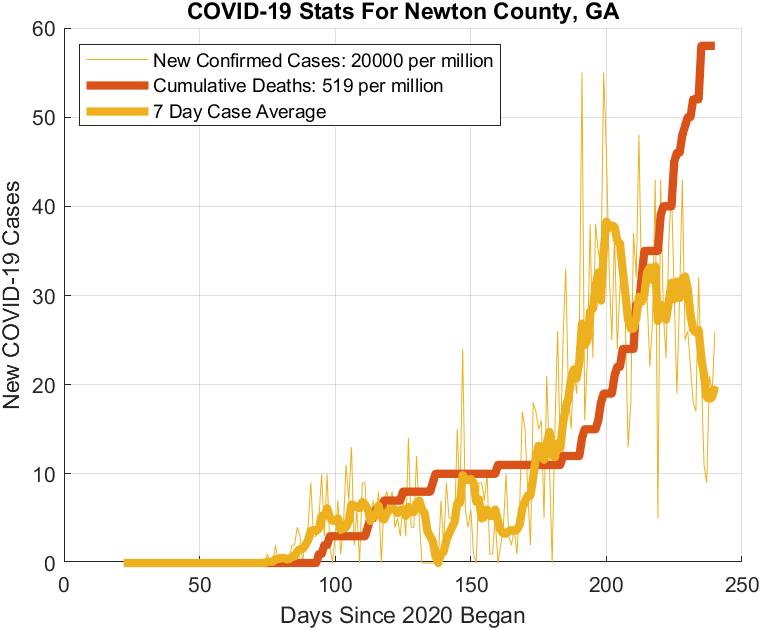 COVID-19 Stats For Newton County, GA
New Confirmed Cases: 20000 per million
Cumulative Deaths: 519 per million
7 Day Case Average
New COVID-19 Cases
60
50
40
30
20
10
0
0 50 100 150 200 250
Days Since 2020 Began